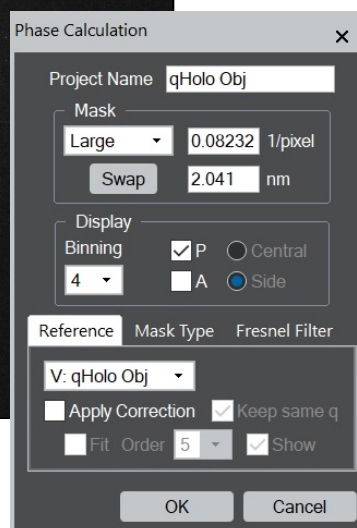 Phase Calculation
Project Name qHolo Obj
Mask
Large 0.08232 1/pixel
Swap 2.041 nm
Display
Binning P Central
4 A Side
Reference Mask Type Fresnel Filter
V: qHolo Obj
Apply Correction Keep same q
Fit Order 5 Show
OK Cancel